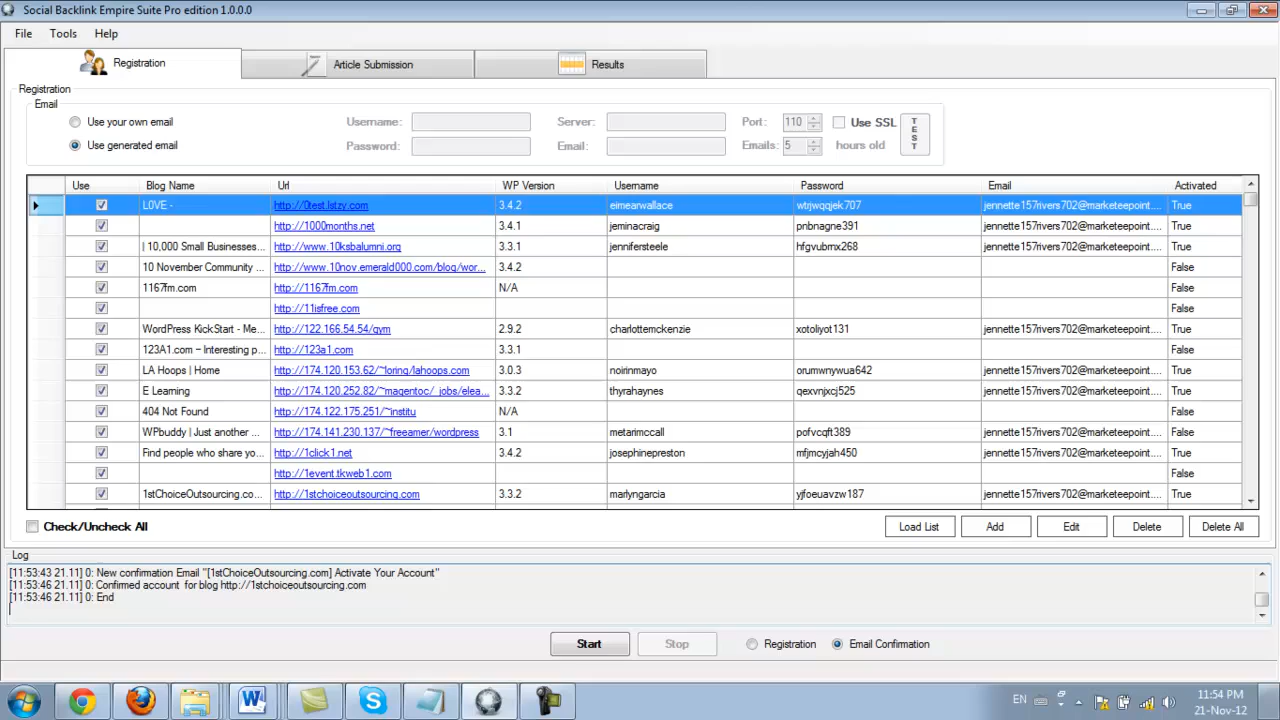 Social Backlink Empire Suite Pro edition 1.0.0.0
File Tools Help
Registration Article Submission Results
Registration
Email
Use your own email Username: Server: Port: 110 Use SSL TEST
Use generated email Password: Email: Emails: 5 hours old
Use Blog Name Url WP Version Username Password Email Activated
L0VE - http://0test.lstzy.com 3.4.2 eimearwallace wtrjwqqjek707 jennette157rivers702@marketeepoint.... True
http://1000months.net 3.4.1 jeminacraig pnbnagne391 jennette157rivers702@marketeepoint.... True
| 10,000 Small Businesses... http://www.10ksbalumni.org 3.3.1 jennifersteele hfgvubmx268 jennette157rivers702@marketeepoint.... True
10 November Community ... http://www.10nov.emerald000.com/blog/wor... 3.4.2 False
1167fm.com http://1167fm.com N/A False
http://11isfree.com False
WordPress KickStart - Me... http://122.166.54.54/gym 2.9.2 charlottemckenzie xotoliyot131 jennette157rivers702@marketeepoint.... True
123A1.com – Interesting p... http://123a1.com 3.3.1 False
LA Hoops | Home http://174.120.153.62/~loring/lahoops.com 3.0.3 noirinmayo orumwnywua642 jennette157rivers702@marketeepoint.... True
E Learning http://174.120.252.82/~magentoc/_jobs/elea... 3.3.2 thyrahaynes qexvnjxcj525 jennette157rivers702@marketeepoint.... True
404 Not Found http://174.122.175.251/~institu N/A False
WPbuddy | Just another ... http://174.141.230.137/~freeamer/wordpress 3.1 metarimccall pofvcqft389 jennette157rivers702@marketeepoint.... False
Find people who share yo... http://1click1.net 3.4.2 josephinepreston mfjmcyjah450 jennette157rivers702@marketeepoint.... True
http://1event.tkweb1.com False
1stChoiceOutsourcing.co... http://1stchoiceoutsourcing.com 3.3.2 marlyngarcia yjfoeuavzw187 jennette157rivers702@marketeepoint.... True
Check/Uncheck All Load List Add Edit Delete Delete All
Log
[11:53:43 21.11] 0: New confirmation Email "[1stChoiceOutsourcing.com] Activate Your Account"
[11:53:46 21.11] 0: Confirmed account for blog http://1stchoiceoutsourcing.com
[11:53:46 21.11] 0: End
Start Stop Registration Email Confirmation
EN 11:54 PM
21-Nov-12